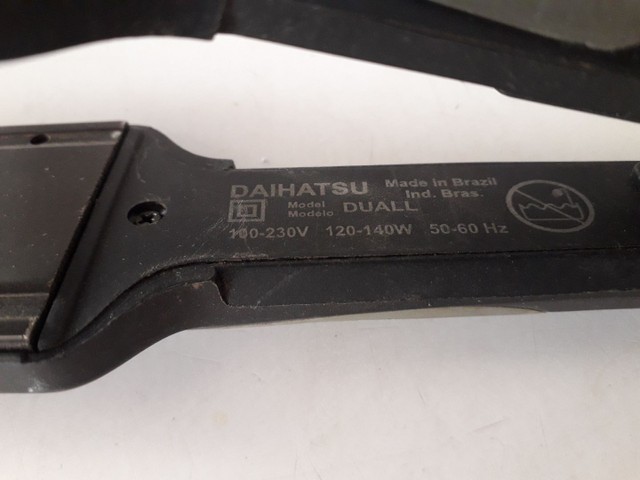 DAIHATSU Made in Brazil
Ind. Bras.
Model
Modelo DUALL
100-230V 120-140W 50-60 Hz